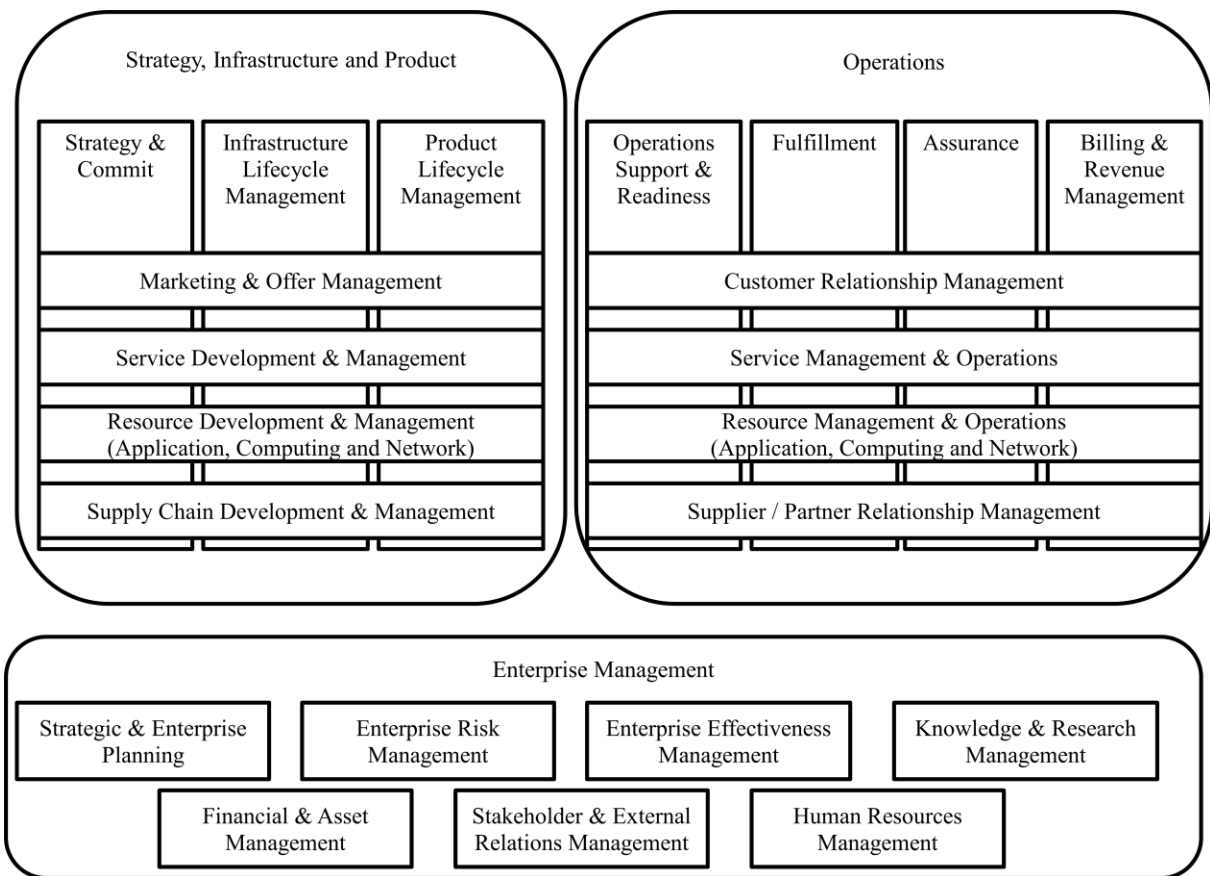 Strategy, Infrastructure and Product
Strategy &
Commit
Infrastructure
Lifecycle
Management
Product
Lifecycle
Management
Marketing & Offer Management
Service Development & Management
Resource Development & Management
(Application, Computing and Network)
Supply Chain Development & Management
Operations
Operations
Support &
Readiness
Fulfillment
Assurance
Billing &
Revenue
Management
Customer Relationship Management
Service Management & Operations
Resource Management & Operations
(Application, Computing and Network)
Supplier / Partner Relationship Management
Enterprise Management
Strategic & Enterprise
Planning
Enterprise Risk
Management
Enterprise Effectiveness
Management
Knowledge & Research
Management
Financial & Asset
Management
Stakeholder & External
Relations Management
Human Resources
Management